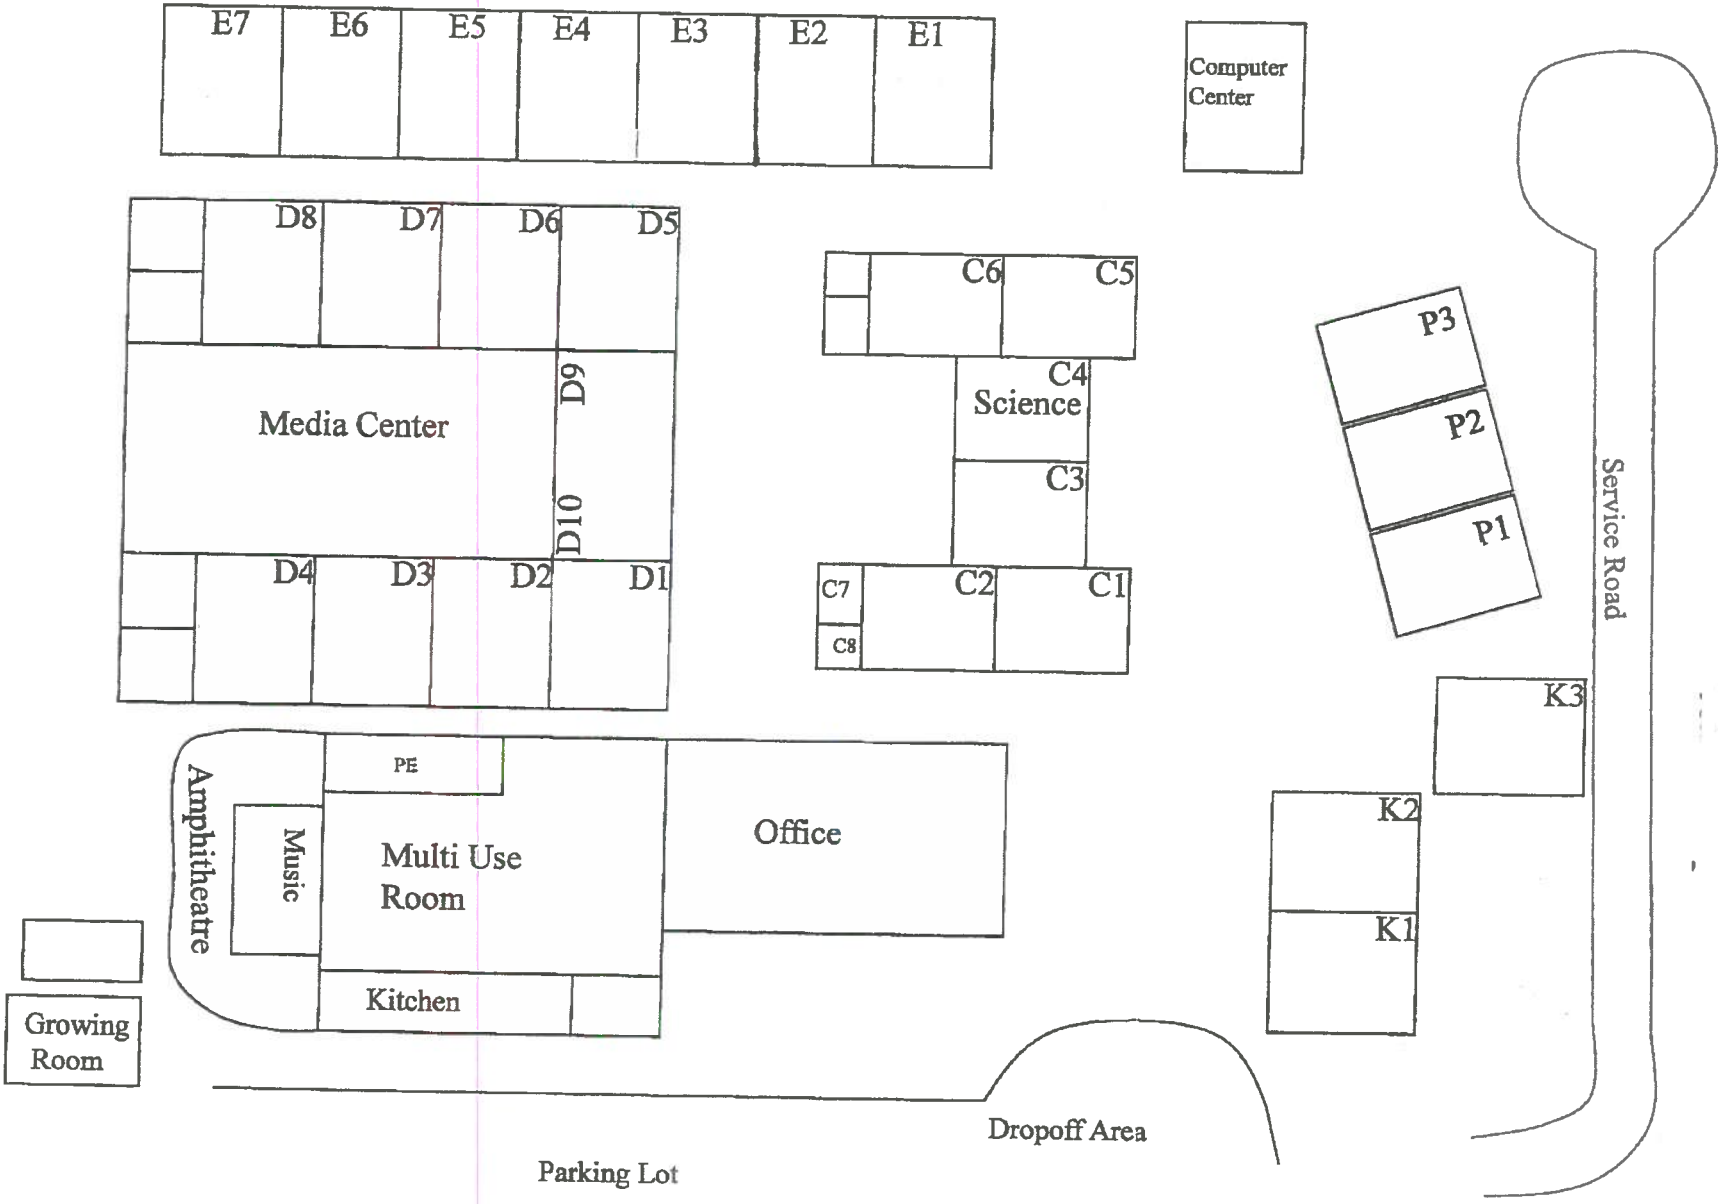 E7 E6 E5 E4 E3 E2 E1
Computer
Center
D8 D7 D6 D5
C6 C5
P3
D9
C4
Science
Media Center
P2
C3
Service Road
D10
P1
D4 D3 D2 D1
C7 C2 C1
C8
K3
PE
Amphitheatre
Music
Multi Use
Room
Office
K2
K1
Kitchen
Growing
Room
Dropoff Area
Parking Lot